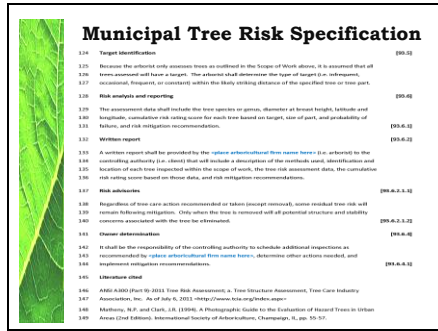 Municipal Tree Risk Specification
124 Target identification [93.5]
125 Because the arborist only assesses trees as outlined in the Scope of Work above, it is assumed that all
126 trees assessed will have a target. The arborist shall determine the type of target (i.e. infrequent,
127 occasional, frequent, or constant) within the likely striking distance of the specified tree or tree part.
128 Risk analysis and reporting [93.6]
129 The assessment data shall include the tree species or genus, diameter at breast height, latitude and
130 longitude, cumulative risk rating score for each tree based on target, size of part, and probability of
131 failure, and risk mitigation recommendation. [93.6.1]
132 Written report [93.6.2]
133 A written report shall be provided by the <place arboricultural firm name here> (i.e. arborist) to the
134 controlling authority (i.e. client) that will include a description of the methods used, identification and
135 location of each tree inspected within the scope of work, the tree risk assessment data, the cumulative
136 risk rating score based on those data, and risk mitigation recommendations.
137 Risk advisories [95.6.2.1.1]
138 Regardless of tree care action recommended or taken (except removal), some residual tree risk will
139 remain following mitigation. Only when the tree is removed will all potential structure and stability
140 concerns associated with the tree be eliminated. [95.6.2.1.2]
141 Owner determination [93.6.4]
142 It shall be the responsibility of the controlling authority to schedule additional inspections as
143 recommended by <place arboricultural firm name here>, determine other actions needed, and
144 implement mitigation recommendations. [93.6.4.1]
145 Literature cited
146 ANSI A300 (Part 9)-2011 Tree Risk Assessment; a. Tree Structure Assessment, Tree Care Industry
147 Association, Inc. As of July 6, 2011 <http://www.tcia.org/index.aspx>
148 Matheny, N.P. and Clark, J.R. (1994). A Photographic Guide to the Evaluation of Hazard Trees in Urban
149 Areas (2nd Edition). International Society of Arboriculture, Champaign, IL, pp. 55-57.